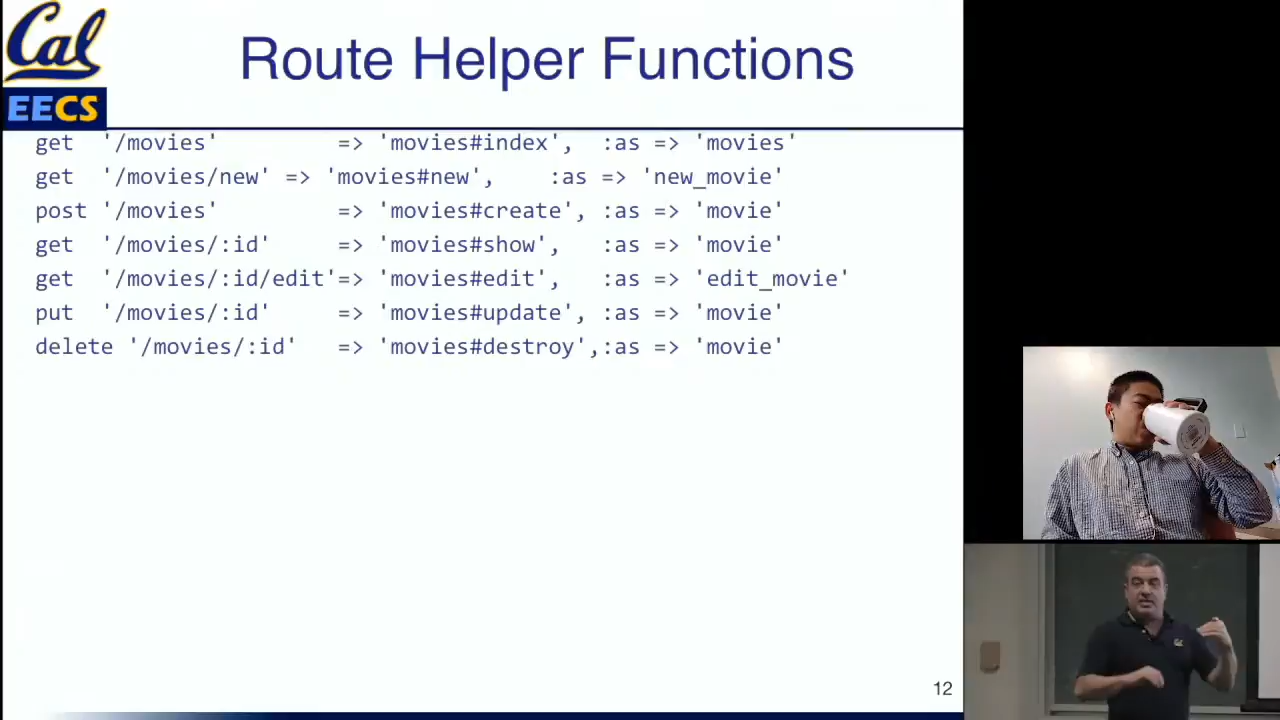 Cal
EECS
Route Helper Functions
get '/movies' => 'movies#index', :as => 'movies'
get '/movies/new' => 'movies#new', :as => 'new_movie'
post '/movies' => 'movies#create', :as => 'movie'
get '/movies/:id' => 'movies#show', :as => 'movie'
get '/movies/:id/edit'=> 'movies#edit', :as => 'edit_movie'
put '/movies/:id' => 'movies#update', :as => 'movie'
delete '/movies/:id' => 'movies#destroy',:as => 'movie'
12